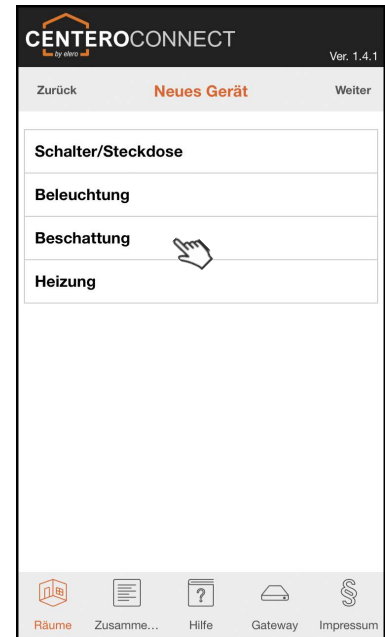 CENTEROCONNECT
by elero
Ver. 1.4.1
Zurück Neues Gerät Weiter
Schalter/Steckdose
Beleuchtung
Beschattung
Heizung
?
§
Räume Zusamme... Hilfe Gateway Impressum